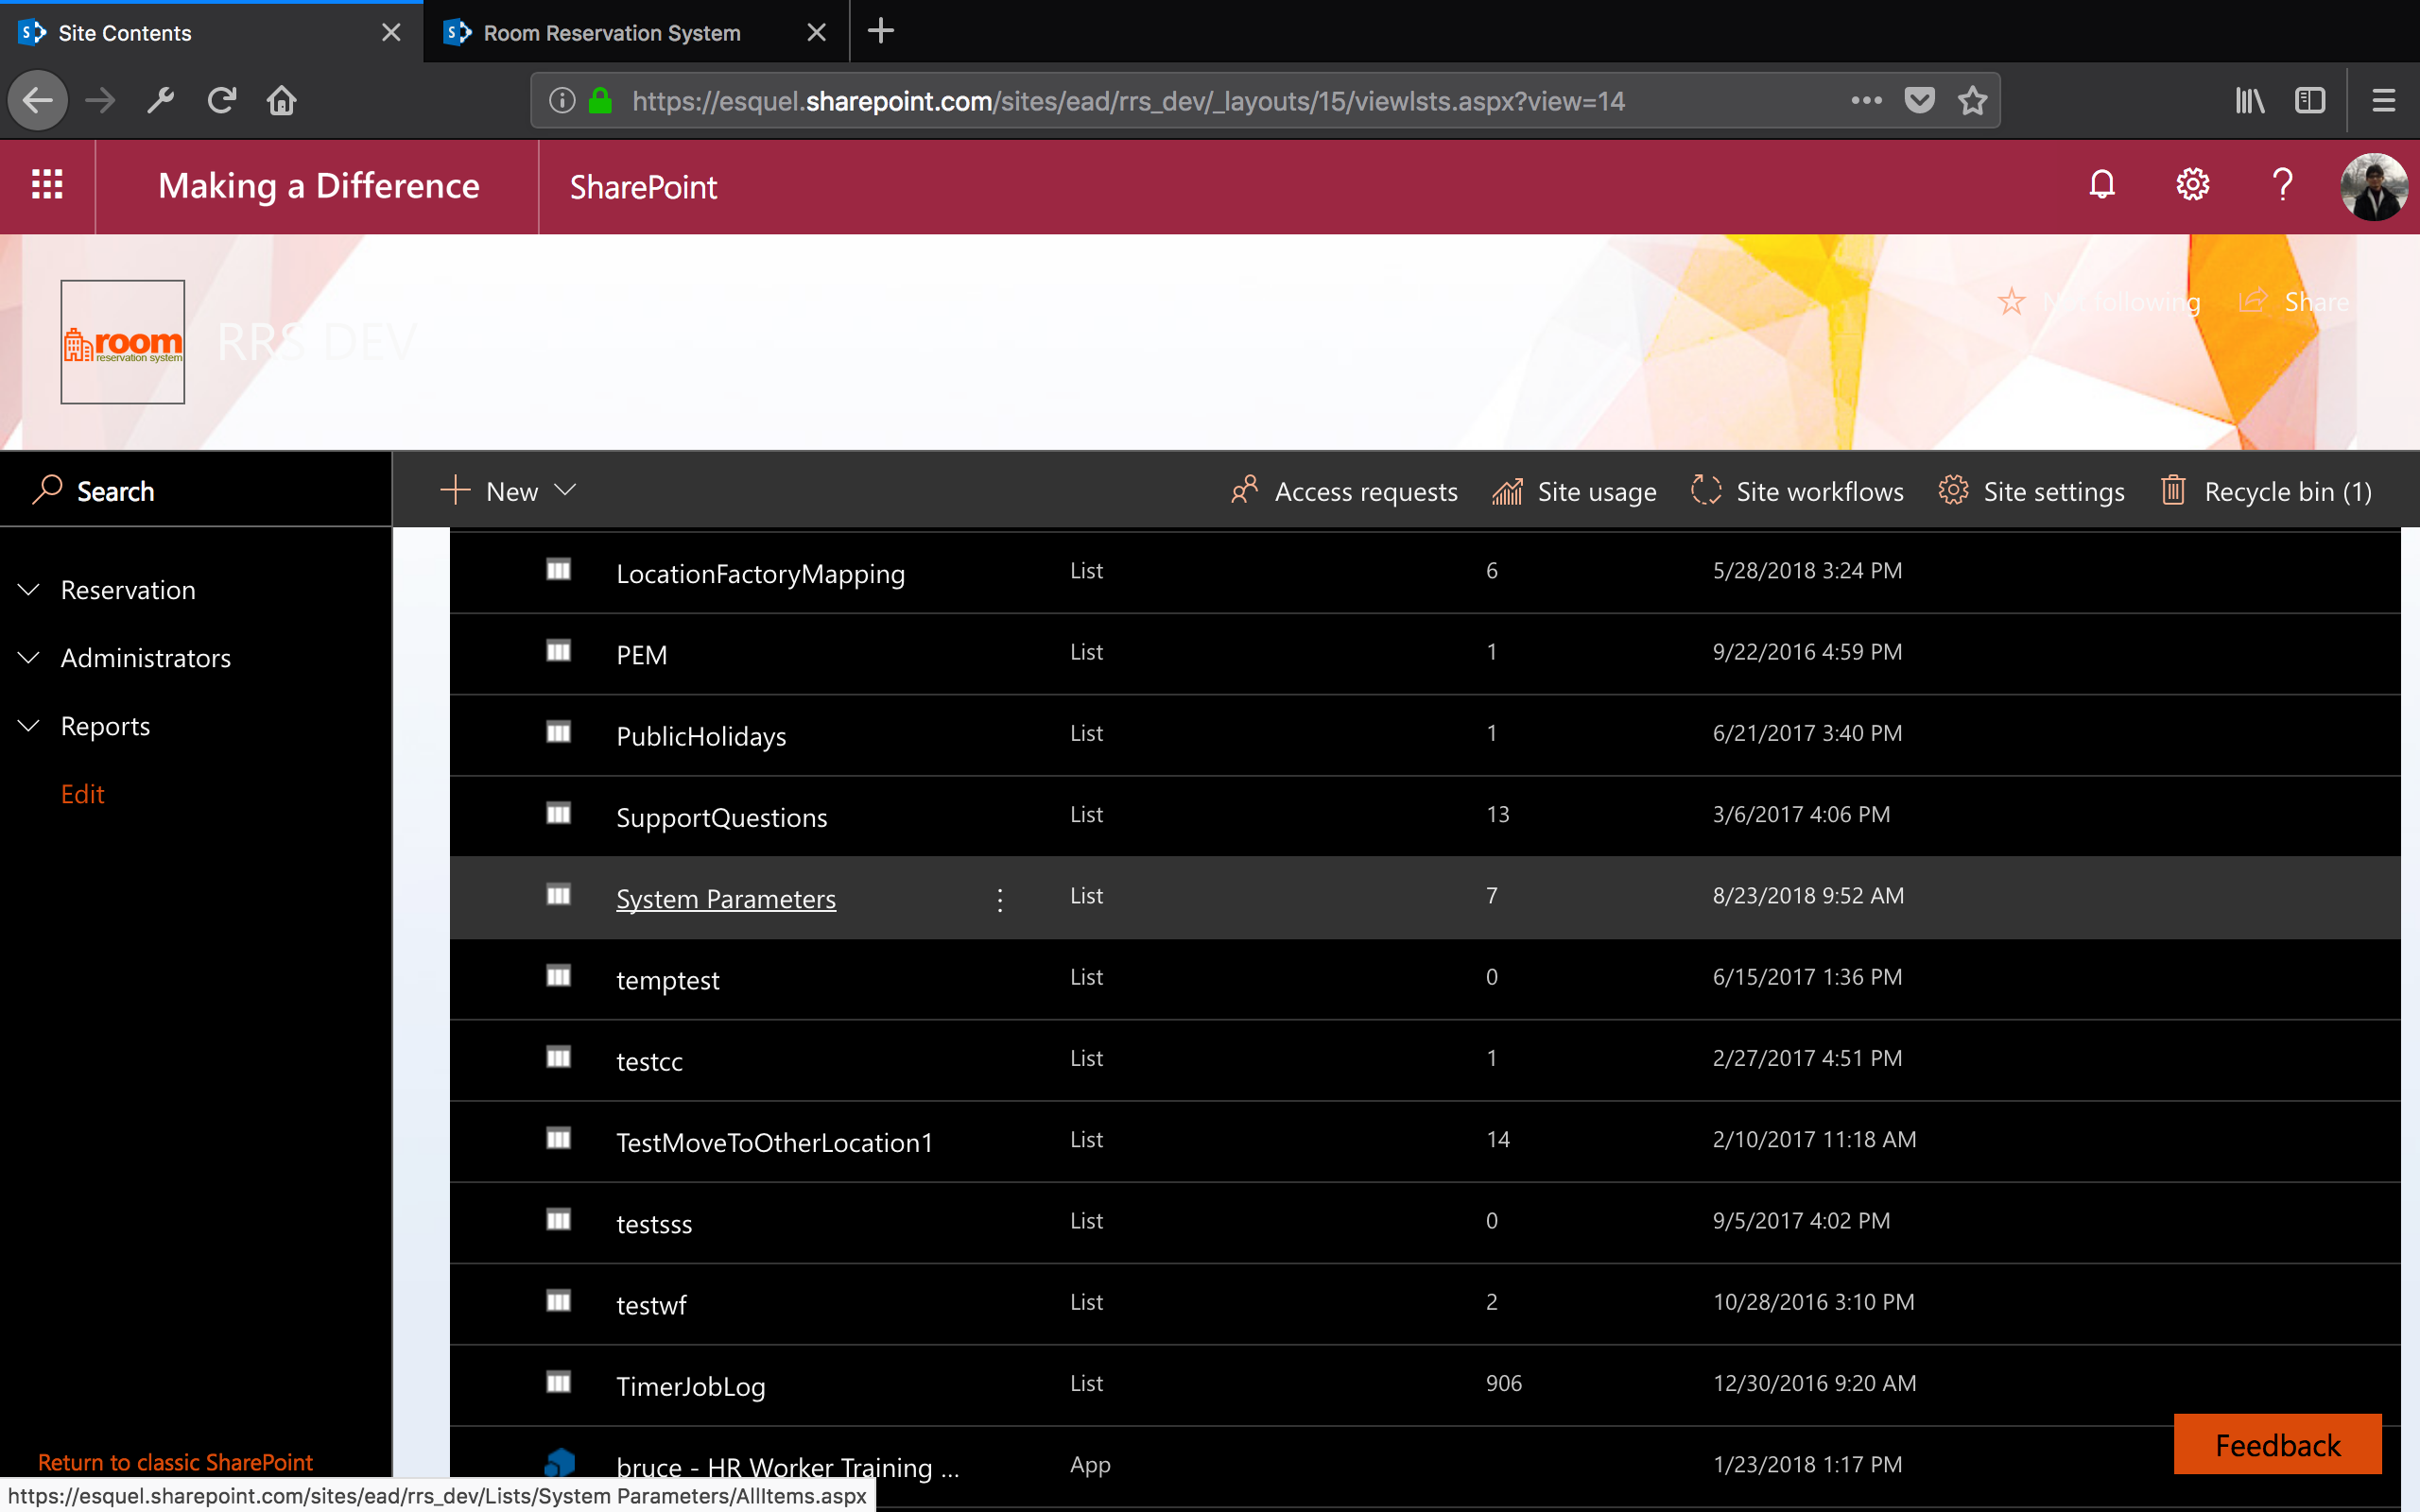 Site Contents
Room Reservation System
https://esquel.sharepoint.com/sites/ead/rrs_dev/_layouts/15/viewlsts.aspx?view=14
Making a Difference
SharePoint
room
reservation system
RRS DEV
Not following
Share
Search
New
Access requests
Site usage
Site workflows
Site settings
Recycle bin (1)
Reservation
Administrators
Reports
Edit
LocationFactoryMapping List 6 5/28/2018 3:24 PM
PEM List 1 9/22/2016 4:59 PM
PublicHolidays List 1 6/21/2017 3:40 PM
SupportQuestions List 13 3/6/2017 4:06 PM
System Parameters List 7 8/23/2018 9:52 AM
temptest List 0 6/15/2017 1:36 PM
testcc List 1 2/27/2017 4:51 PM
TestMoveToOtherLocation1 List 14 2/10/2017 11:18 AM
testsss List 0 9/5/2017 4:02 PM
testwf List 2 10/28/2016 3:10 PM
TimerJobLog List 906 12/30/2016 9:20 AM
bruce - HR Worker Training ... App 1/23/2018 1:17 PM
Feedback
Return to classic SharePoint
https://esquel.sharepoint.com/sites/ead/rrs_dev/Lists/System Parameters/AllItems.aspx